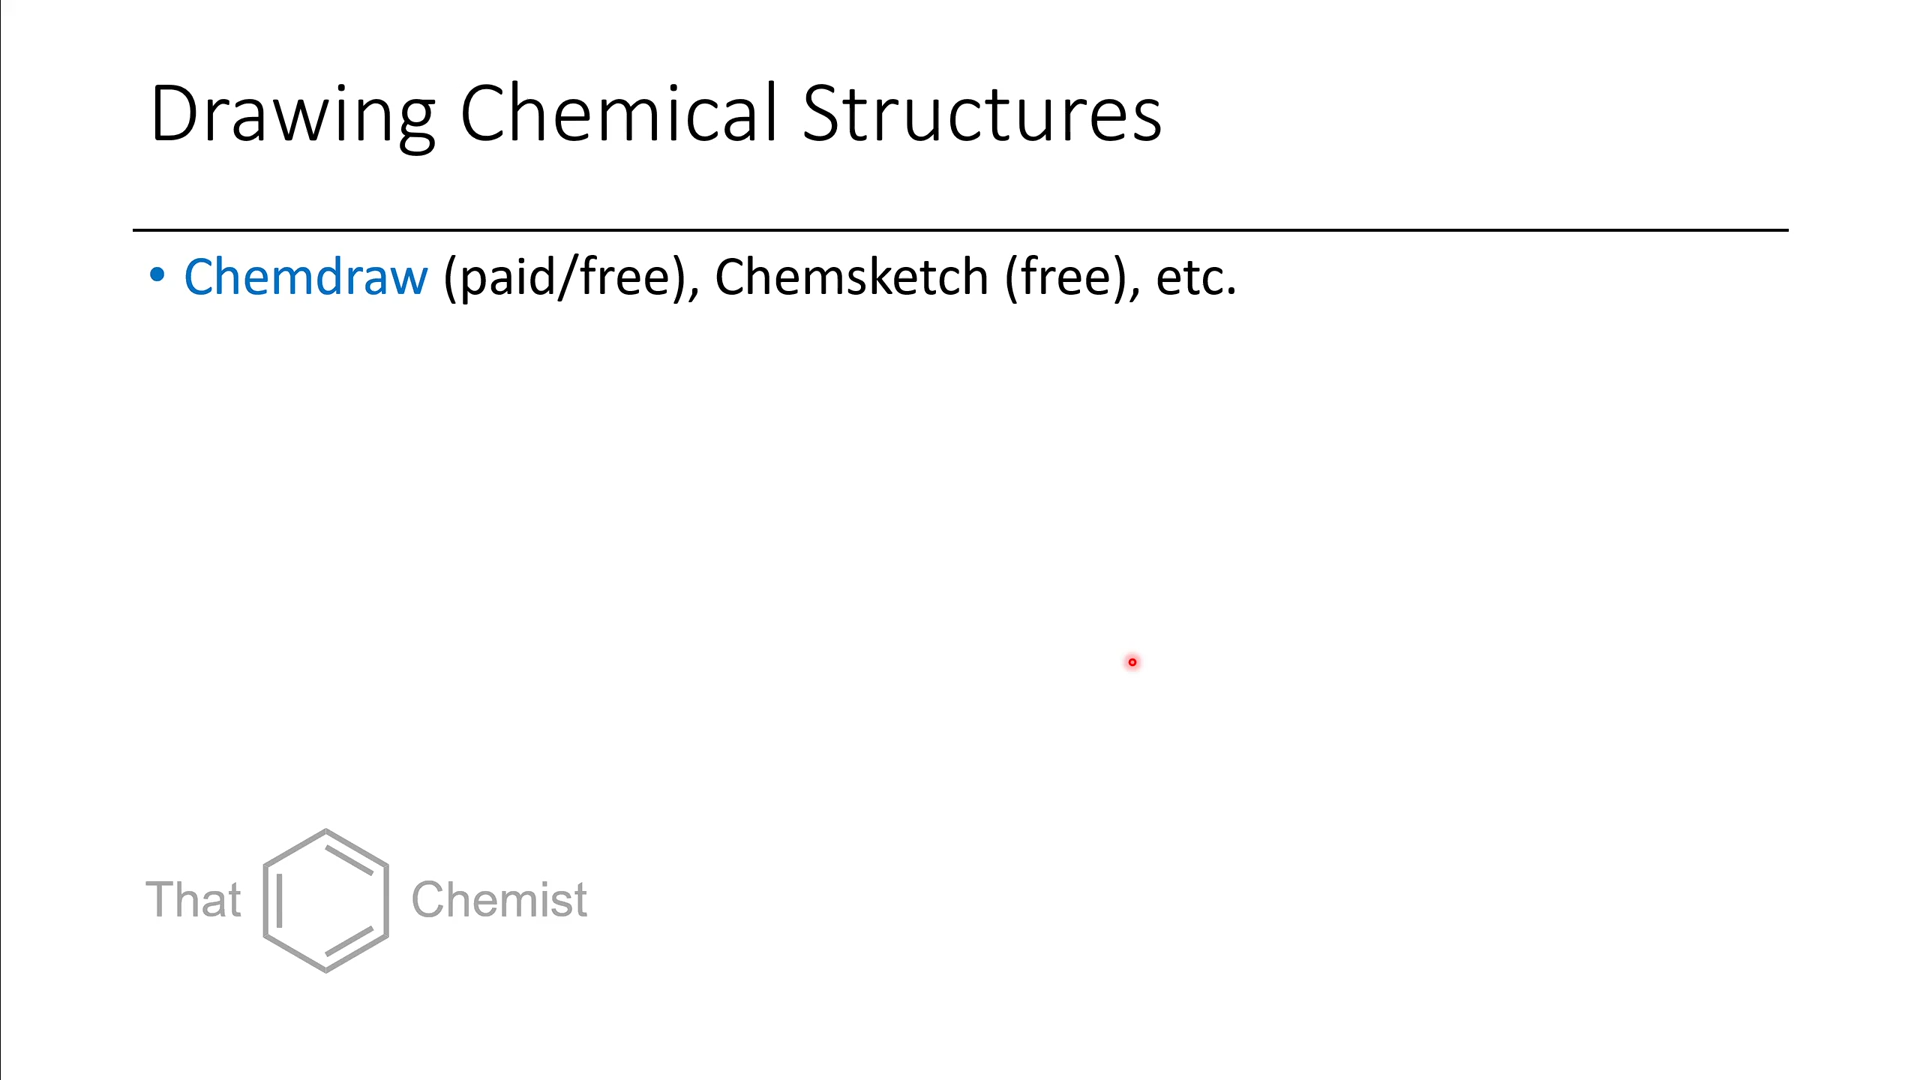 Drawing Chemical Structures
• Chemdraw (paid/free), Chemsketch (free), etc.
That Chemist